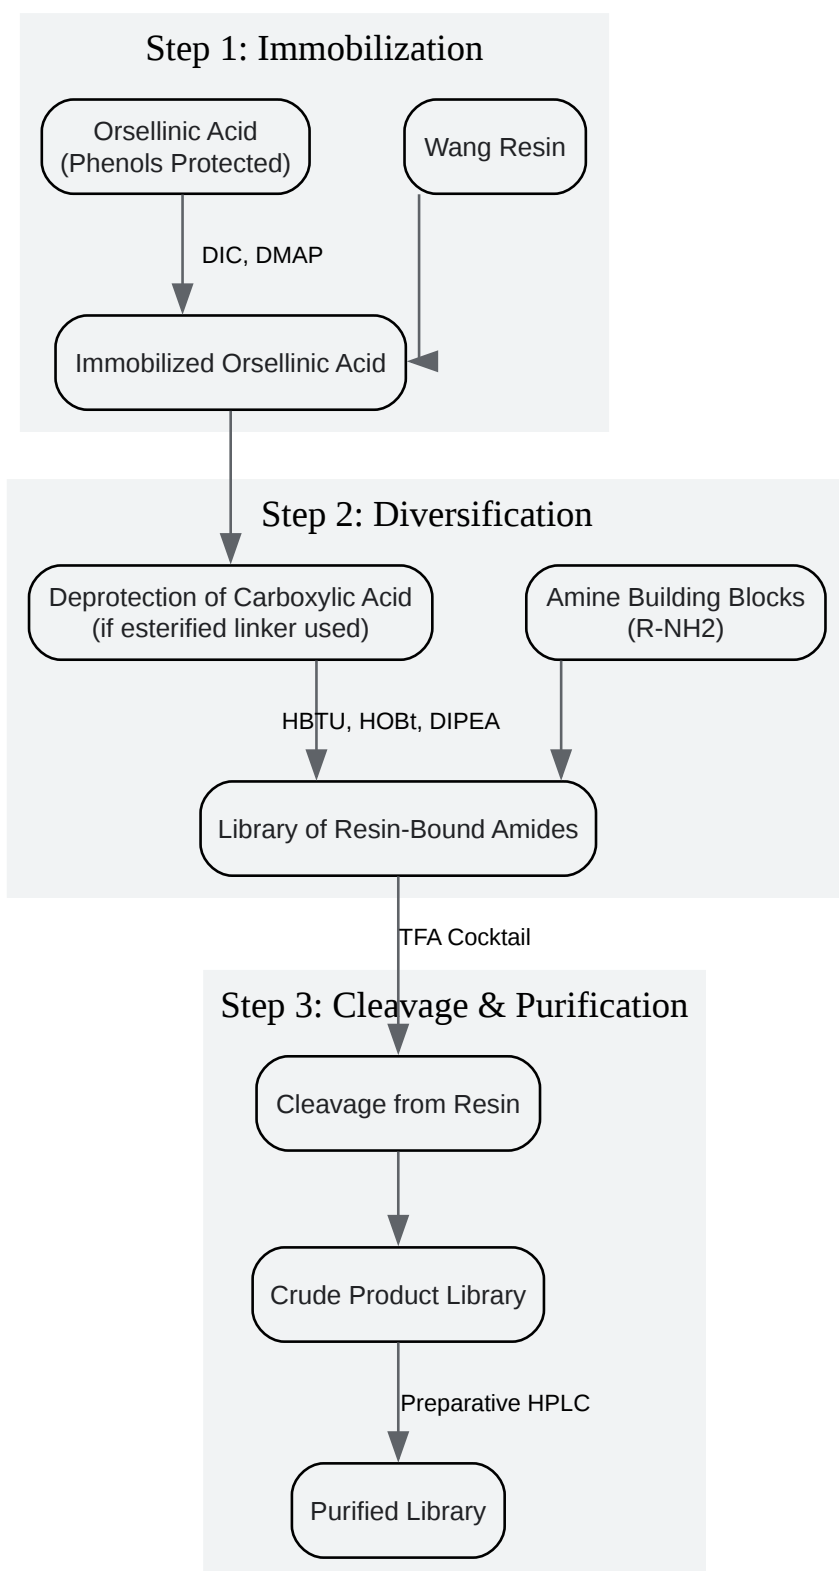 Step 1: Immobilization
Orsellinic Acid
(Phenols Protected)
Wang Resin
DIC, DMAP
Immobilized Orsellinic Acid
Step 2: Diversification
Deprotection of Carboxylic Acid
(if esterified linker used)
Amine Building Blocks
(R-NH2)
HBTU, HOBt, DIPEA
Library of Resin-Bound Amides
TFA Cocktail
Step 3: Cleavage & Purification
Cleavage from Resin
Crude Product Library
Preparative HPLC
Purified Library